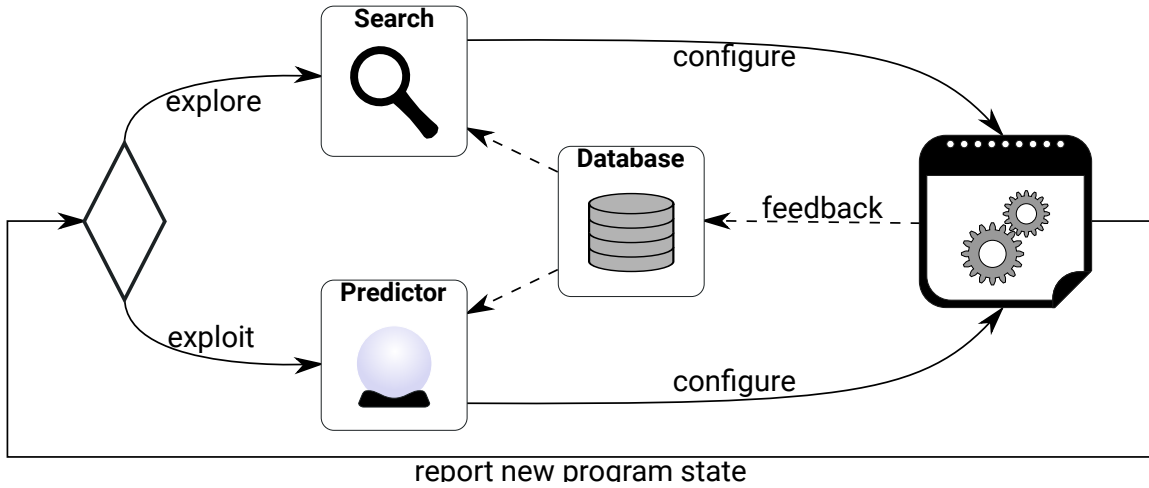 Search
configure
explore
Database
feedback
Predictor
exploit
configure
report new program state